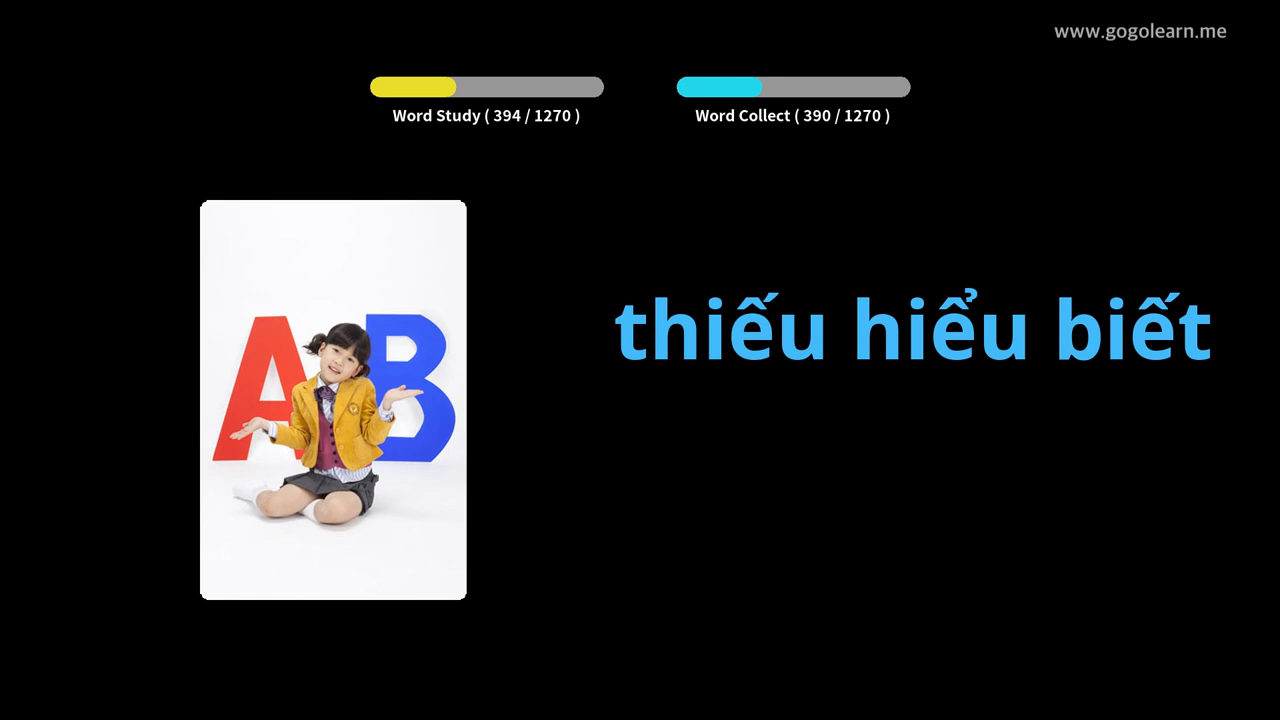 www.gogolearn.me
Word Study ( 394 / 1270 )
Word Collect ( 390 / 1270 )
A B
thiếu hiểu biết